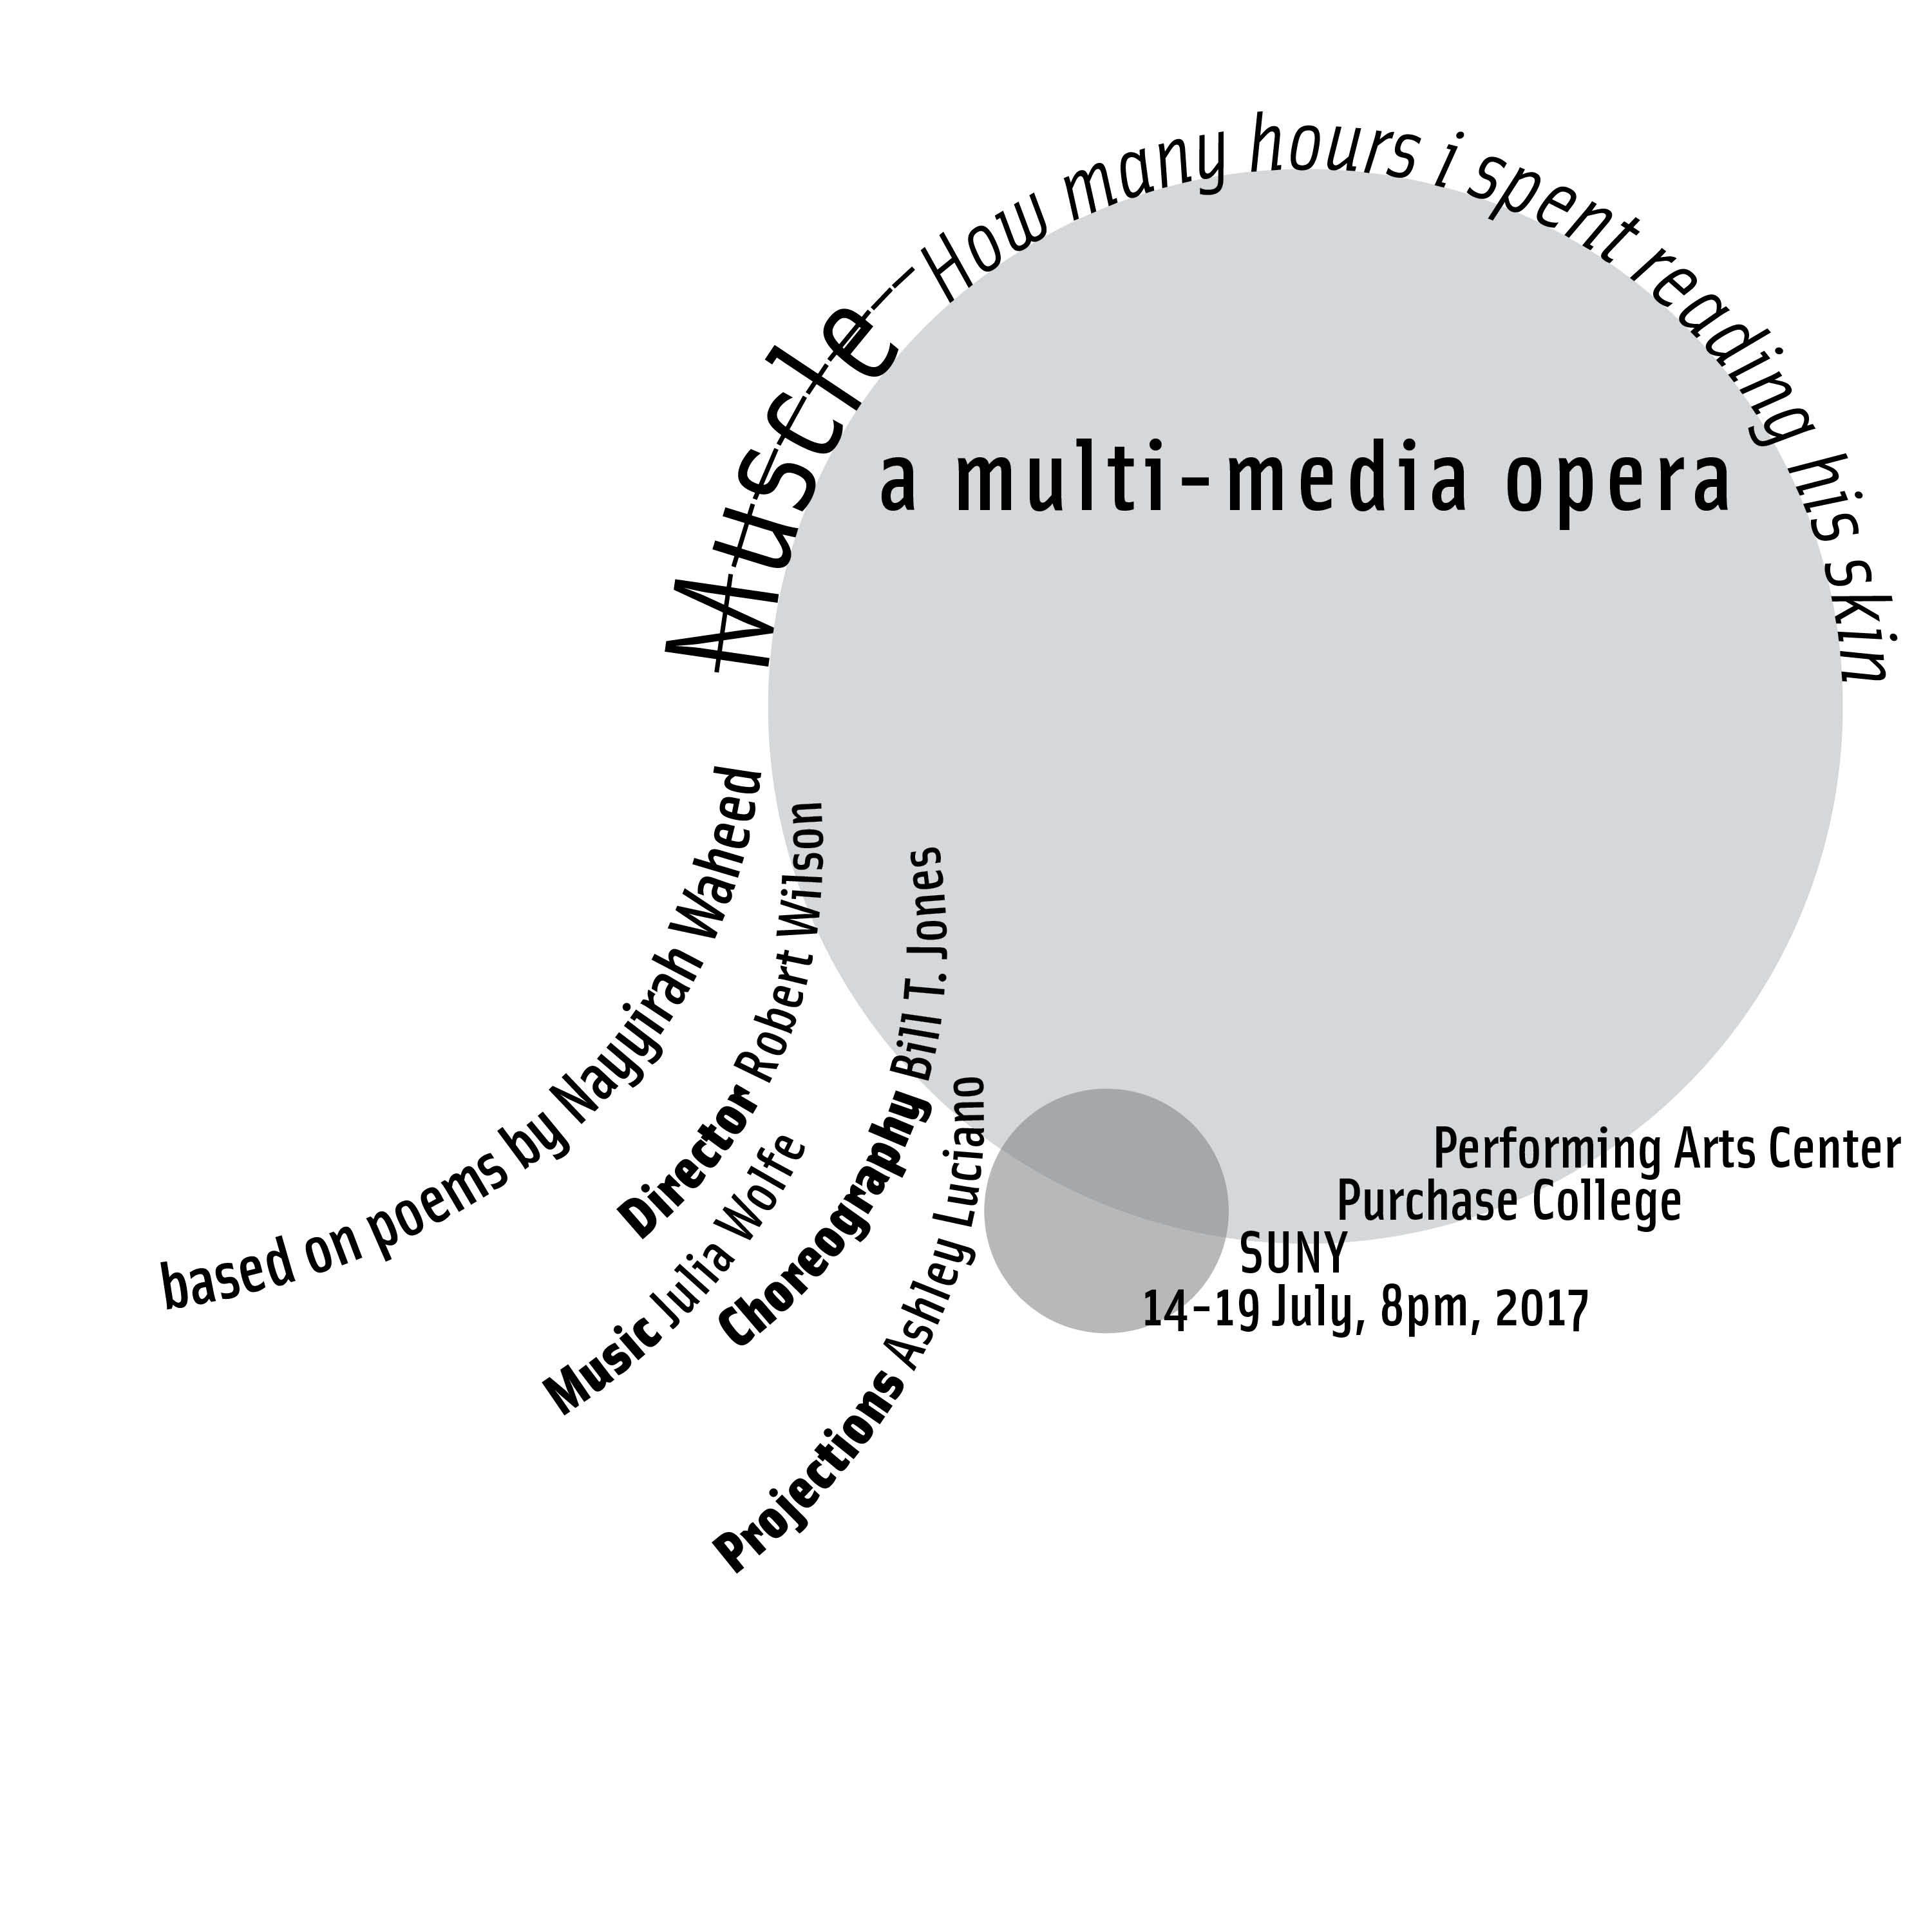 Muscle---How many hours i spent reading his skin
a multi-media opera
based on poems by Nayyirah Waheed
Director Robert Wilson
Music Julia Wolfe
Choreography Bill T. Jones
Projections Ashley Luciano
Performing Arts Center
Purchase College
SUNY
14-19 July, 8pm, 2017